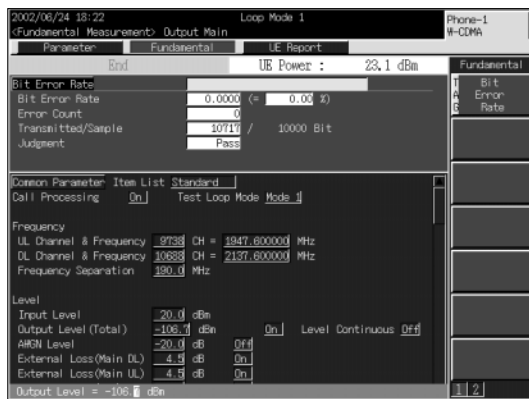 2002/06/24 18:22 Loop Mode 1 Phone-1
<Fundamental Measurement> Output Main W-CDMA
Parameter Fundamental UE Report
End UE Power : 23.1 dBm Fundamental
Bit Error Rate
Bit Error Rate 0.0000 (= 0.00 %)
Error Count 0
Transmitted/Sample 10717 / 10000 Bit
Judgment Pass
TAG Bit Error Rate
Common Parameter Item List Standard
Call Processing On Test Loop Mode Mode 1
Frequency
UL Channel & Frequency 9738 CH = 1947.600000 MHz
DL Channel & Frequency 10688 CH = 2137.600000 MHz
Frequency Separation 190.0 MHz
Level
Input Level 20.0 dBm
Output Level(Total) -106.7 dBm On Level Continuous Off
AWGN Level -20.0 dB Off
External Loss(Main DL) 4.5 dB On
External Loss(Main UL) 4.5 dB On
Output Level = -106.7 dBm
1 2